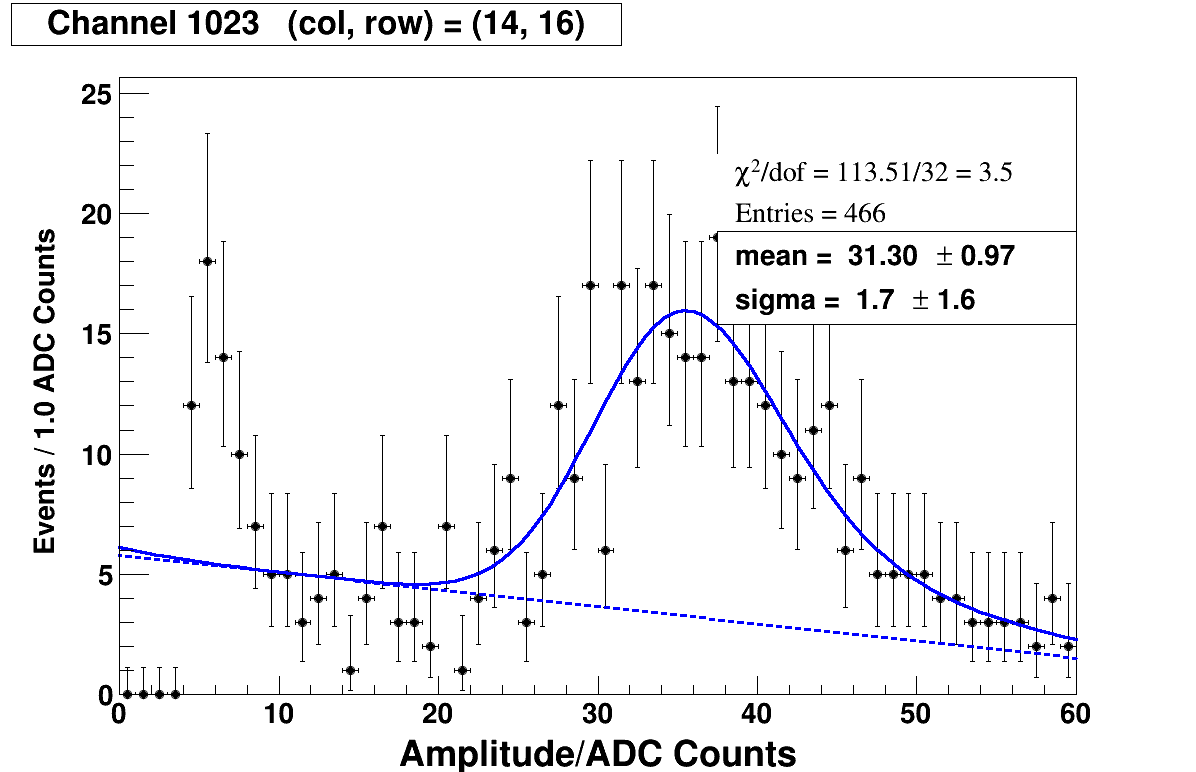 Channel 1023 (col, row) = (14, 16)
25
20
15
10
5
0
Events / 1.0 ADC Counts
χ²/dof = 113.51/32 = 3.5
Entries = 466
mean = 31.30 ± 0.97
sigma = 1.7 ± 1.6
0 10 20 30 40 50 60
Amplitude/ADC Counts